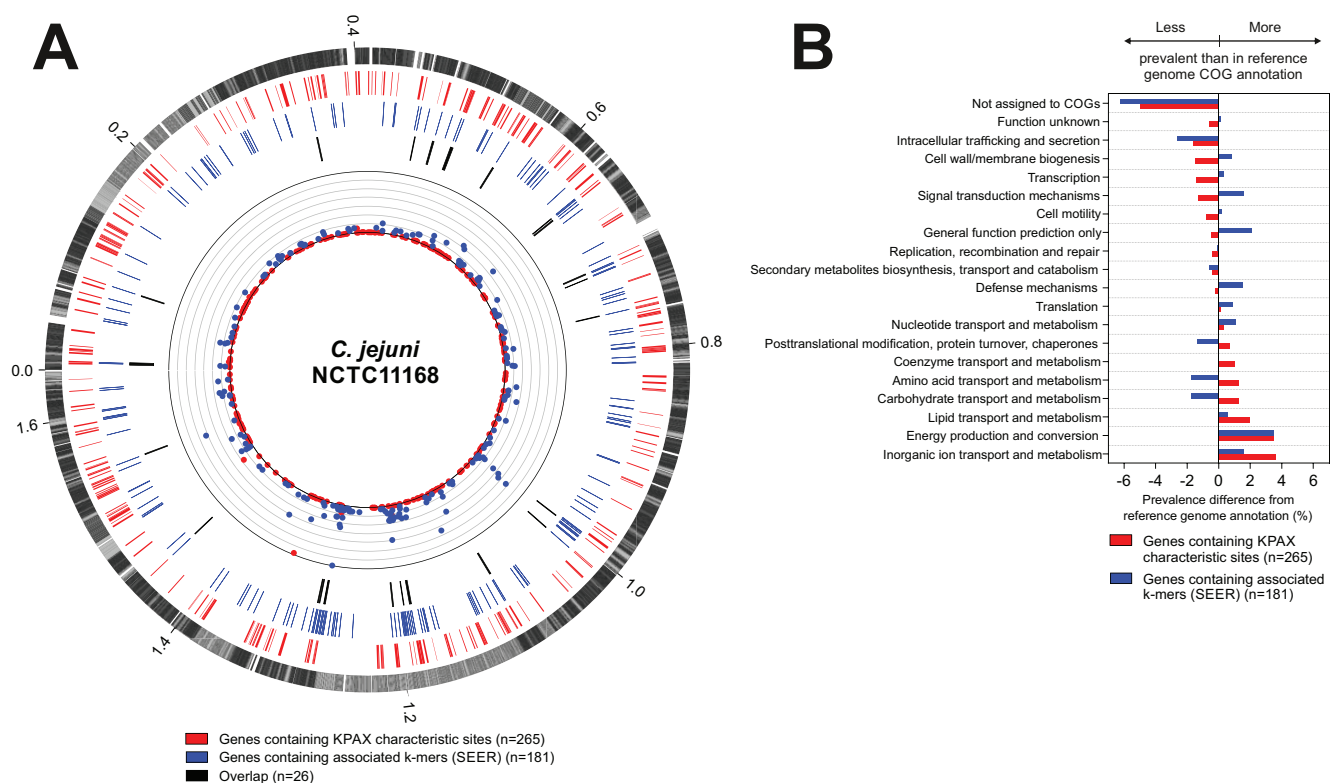 A
0.4
0.6
0.8
1.0
1.2
1.4
1.6
0.0
0.2
C. jejuni
NCTC11168
Genes containing KPAX characteristic sites (n=265)
Genes containing associated k-mers (SEER) (n=181)
Overlap (n=26)
B
Less More
prevalent than in reference
genome COG annotation
Not assigned to COGs
Function unknown
Intracellular trafficking and secretion
Cell wall/membrane biogenesis
Transcription
Signal transduction mechanisms
Cell motility
General function prediction only
Replication, recombination and repair
Secondary metabolites biosynthesis, transport and catabolism
Defense mechanisms
Translation
Nucleotide transport and metabolism
Posttranslational modification, protein turnover, chaperones
Coenzyme transport and metabolism
Amino acid transport and metabolism
Carbohydrate transport and metabolism
Lipid transport and metabolism
Energy production and conversion
Inorganic ion transport and metabolism
-6 -4 -2 0 2 4 6
Prevalence difference from
reference genome annotation (%)
Genes containing KPAX
characteristic sites (n=265)
Genes containing associated
k-mers (SEER) (n=181)